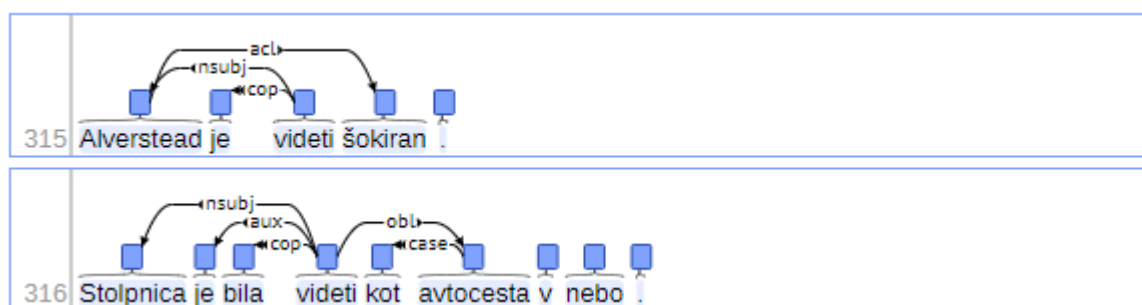 acl
nsubj
cop
315 Alverstead je videti šokiran .
nsubj
aux obl
cop case
316 Stolpnica je bila videti kot avtocesta v nebo .